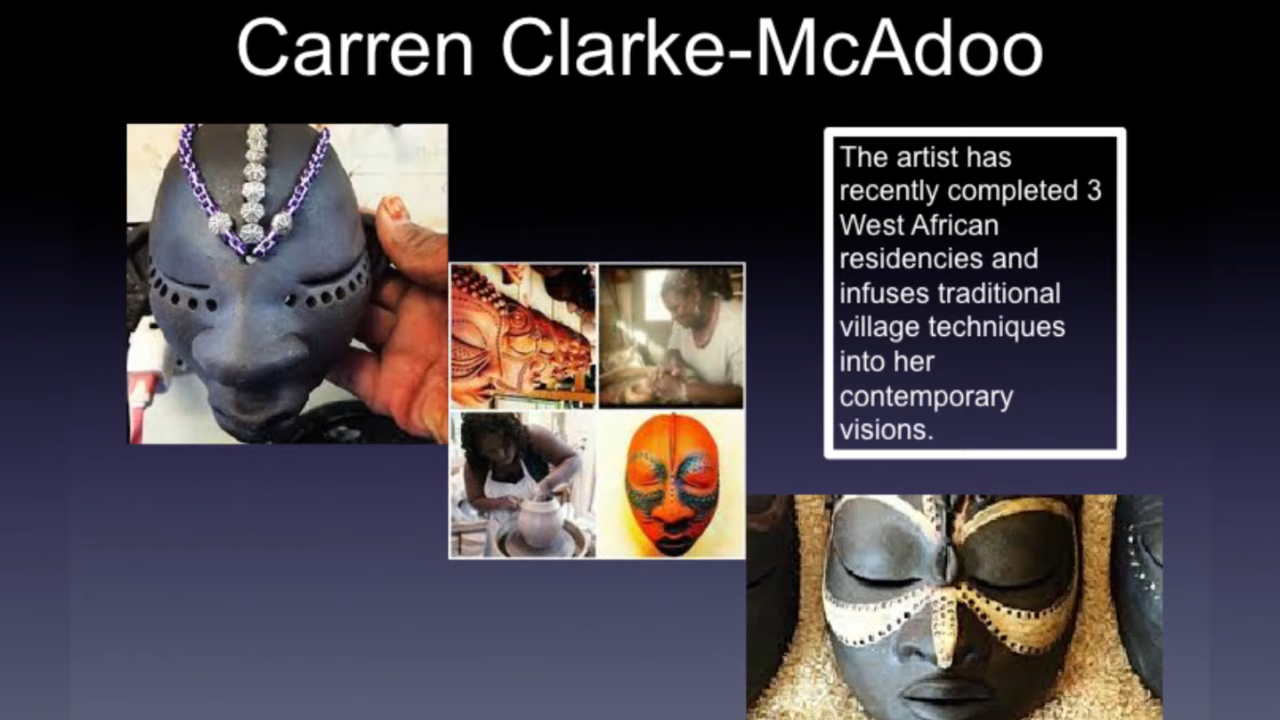 Carren Clarke-McAdoo
The artist has
recently completed 3
West African
residencies and
infuses traditional
village techniques
into her
contemporary
visions.